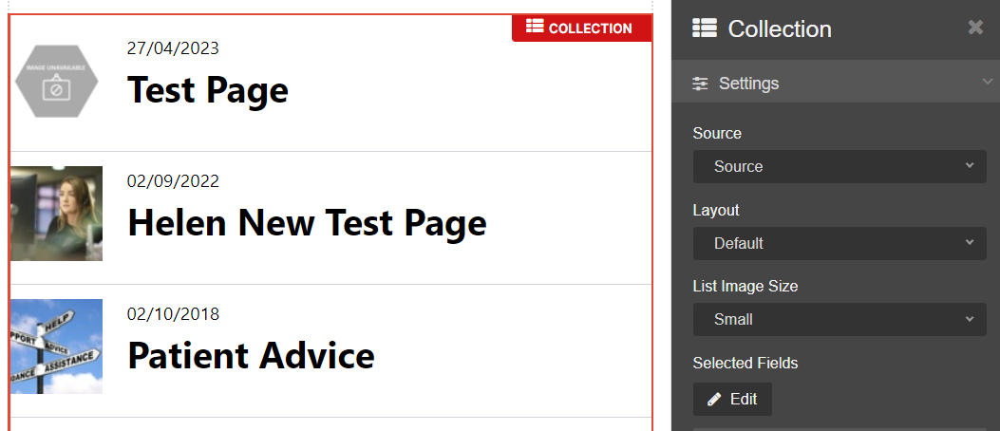 COLLECTION
27/04/2023
IMAGE UNAVAILABLE
Test Page
02/09/2022
Helen New Test Page
02/10/2018
HELP
PPORT ADVICE
DANCE ASSISTANCE
Patient Advice
Collection
Settings
Source
Source
Layout
Default
List Image Size
Small
Selected Fields
Edit